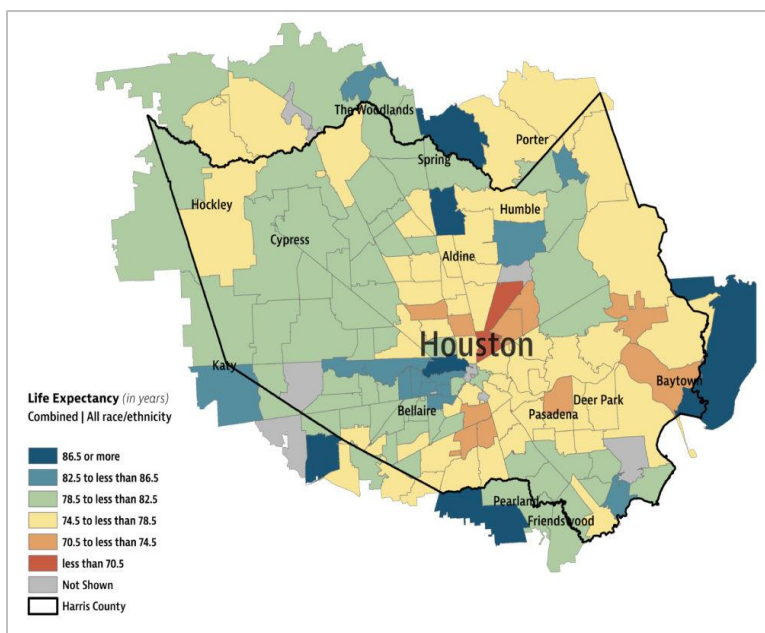 The Woodlands
Porter
Spring
Hockley
Humble
Cypress
Aldine
Houston
Katy
Baytown
Life Expectancy (in years)
Combined | All race/ethnicity
Deer Park
Bellaire
Pasadena
86.5 or more
82.5 to less than 86.5
78.5 to less than 82.5
Pearland
74.5 to less than 78.5
Friendswood
70.5 to less than 74.5
less than 70.5
Not Shown
Harris County